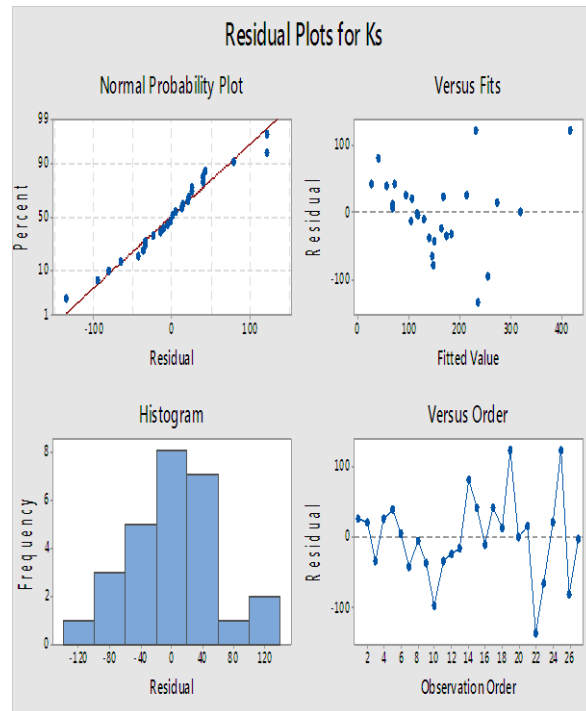 Residual Plots for Ks
Normal Probability Plot
Versus Fits
99
90
50
10
1
Percent
-100 0 100
Residual
100
0
-100
Residual
0 100 200 300 400
Fitted Value
Histogram
Versus Order
8
6
4
2
0
Frequency
-120 -80 -40 0 40 80 120
Residual
100
0
-100
Residual
2 4 6 8 10 12 14 16 18 20 22 24 26
Observation Order